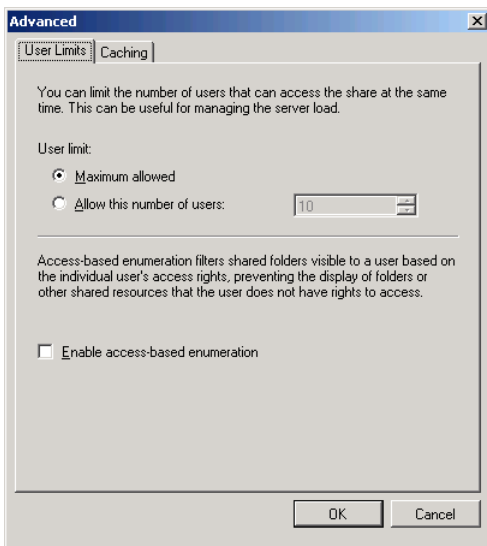 Advanced
User Limits Caching
You can limit the number of users that can access the share at the same
time. This can be useful for managing the server load.
User limit:
Maximum allowed
Allow this number of users: 10
Access-based enumeration filters shared folders visible to a user based on
the individual user's access rights, preventing the display of folders or
other shared resources that the user does not have rights to access.
Enable access-based enumeration
OK Cancel